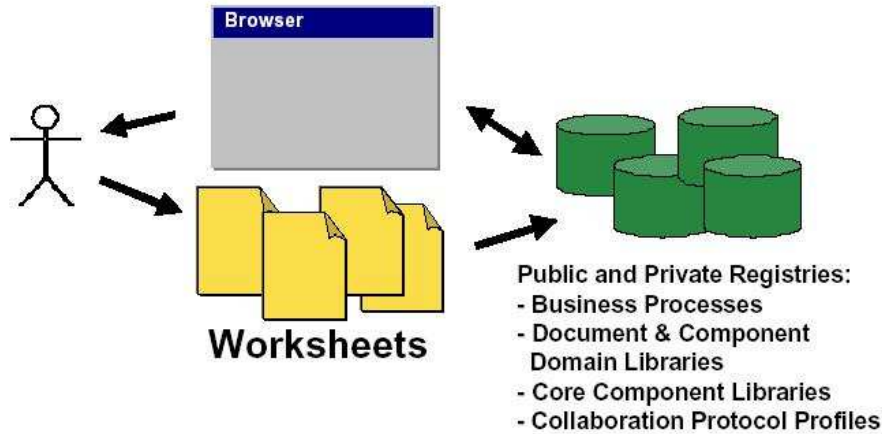 Browser
Worksheets
Public and Private Registries:
- Business Processes
- Document & Component
Domain Libraries
- Core Component Libraries
- Collaboration Protocol Profiles